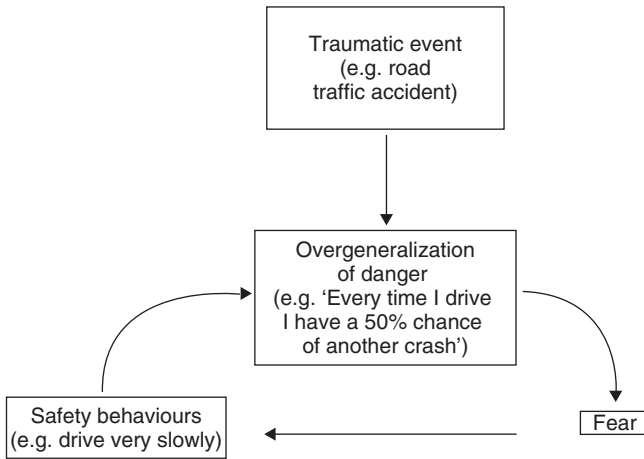 Traumatic event
(e.g. road
traffic accident)
Overgeneralization
of danger
(e.g. ‘Every time I drive
I have a 50% chance
of another crash’)
Safety behaviours
(e.g. drive very slowly)
Fear